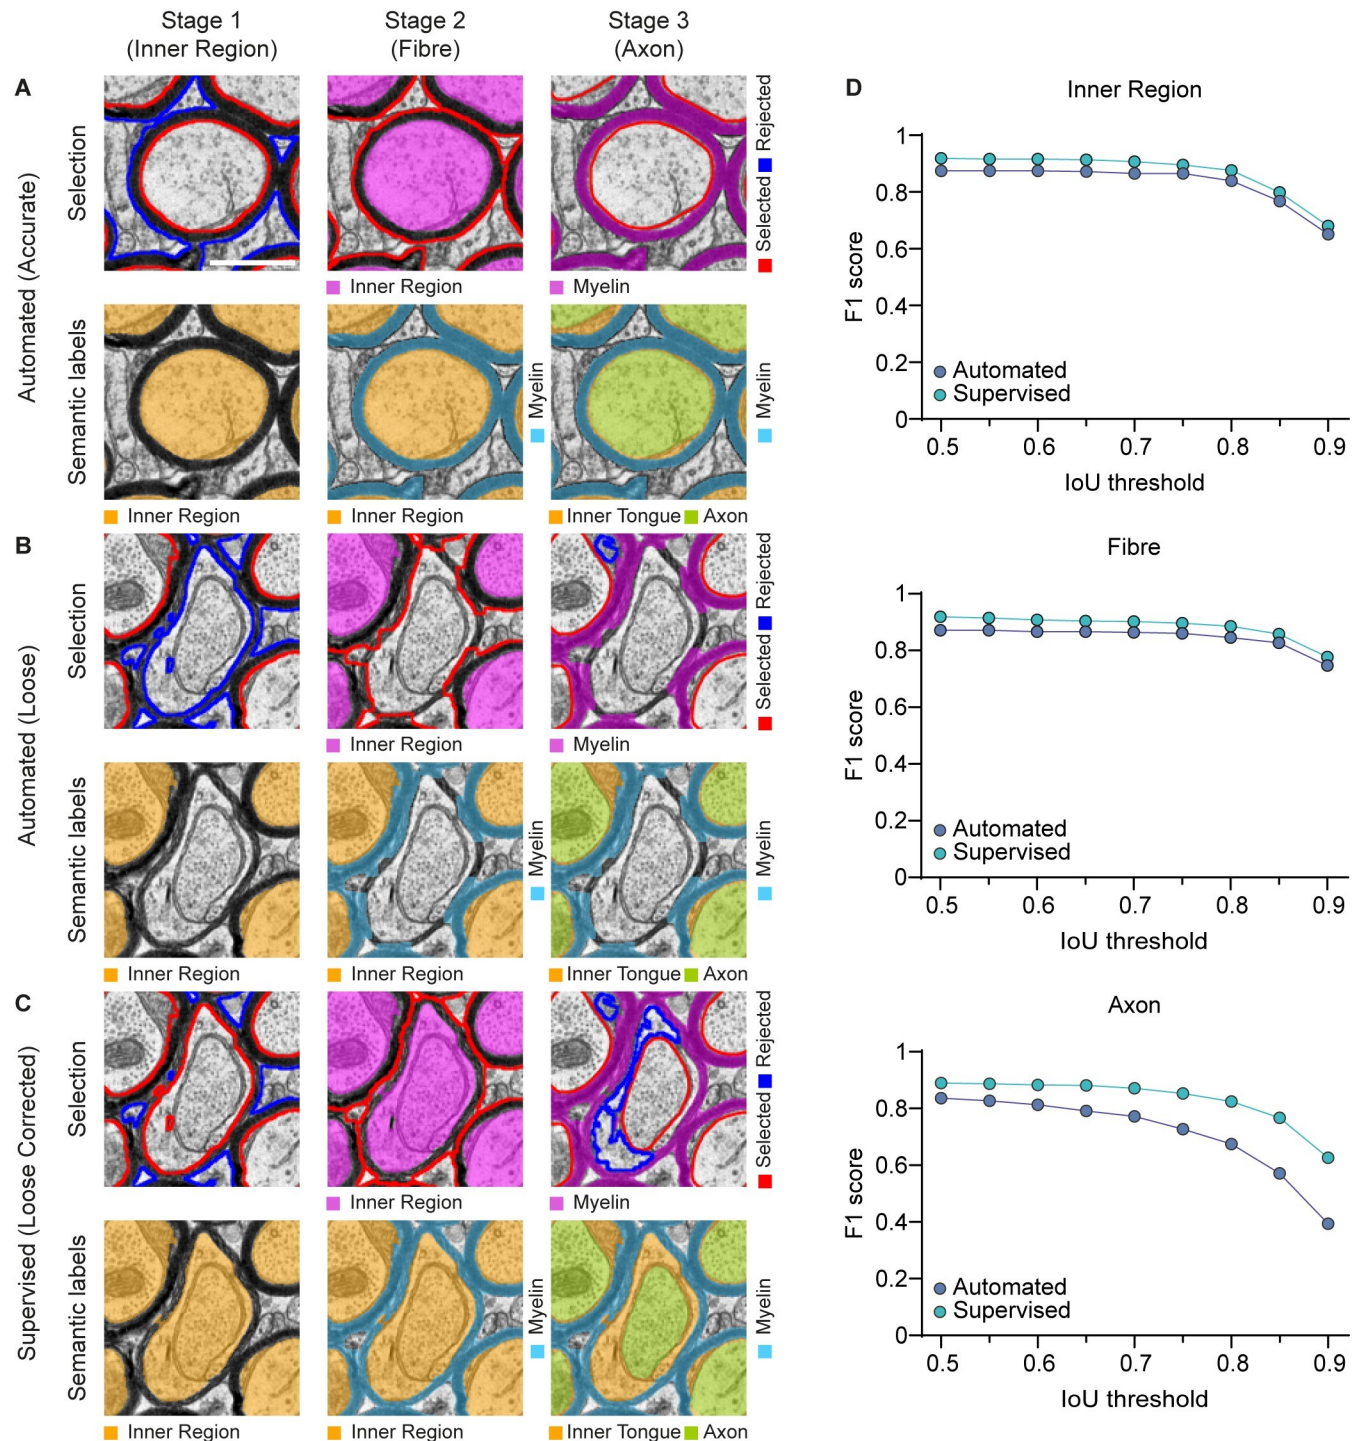 Stage 1
(Inner Region)
Stage 2
(Fibre)
Stage 3
(Axon)
A
Automated (Accurate)
Selection
Selected
Rejected
Inner Region
Myelin
Semantic labels
Myelin
Myelin
Inner Region
Inner Region
Inner Tongue
Axon
B
Automated (Loose)
Selection
Selected
Rejected
Inner Region
Myelin
Semantic labels
Myelin
Myelin
Inner Region
Inner Region
Inner Tongue
Axon
C
Supervised (Loose Corrected)
Selection
Selected
Rejected
Inner Region
Myelin
Semantic labels
Myelin
Myelin
Inner Region
Inner Region
Inner Tongue
Axon
D
Inner Region
F1 score
1
0.8
0.6
0.4
0.2
0
Automated
Supervised
0.5 0.6 0.7 0.8 0.9
IoU threshold
Fibre
F1 score
1
0.8
0.6
0.4
0.2
0
Automated
Supervised
0.5 0.6 0.7 0.8 0.9
IoU threshold
Axon
F1 score
1
0.8
0.6
0.4
0.2
0
Automated
Supervised
0.5 0.6 0.7 0.8 0.9
IoU threshold